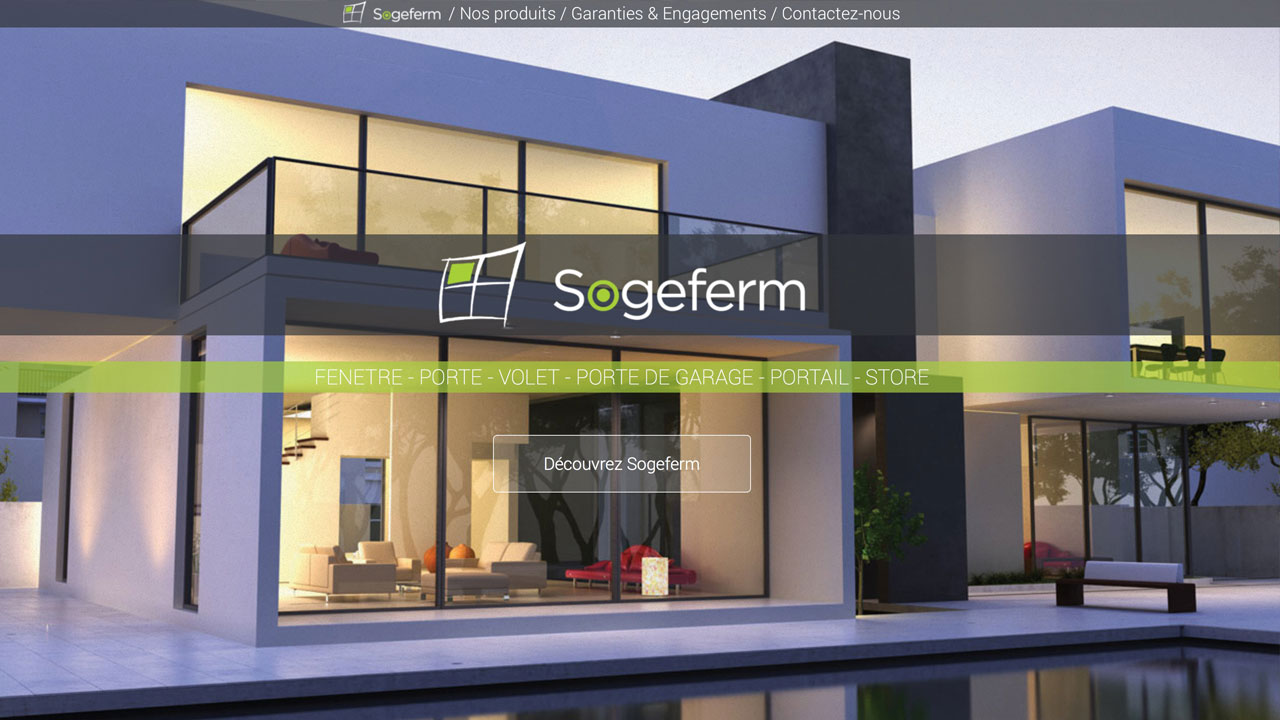 Sogeferm / Nos produits / Garanties & Engagements / Contactez-nous
Sogeferm
FENETRE - PORTE - VOLET - PORTE DE GARAGE - PORTAIL - STORE
Découvrez Sogeferm